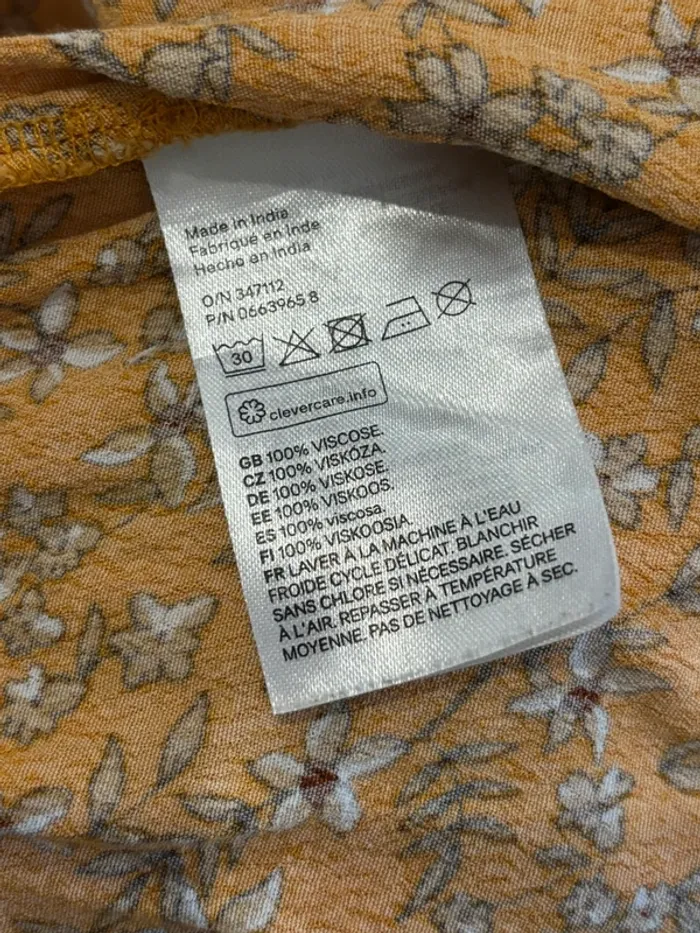 Made in India
Fabriqué en Inde
Hecho en India
O/N 347112
P/N 0663965 8
30
clevercare.info
GB 100% VISCOSE.
CZ 100% VISKÓZA.
DE 100% VISKOSE.
EE 100% VISKOOS.
ES 100% viscosa.
FI 100% VISKOOSIA.
FR LAVER À LA MACHINE À L'EAU
FROIDE CYCLE DÉLICAT. BLANCHIR
SANS CHLORE SI NÉCESSAIRE. SÉCHER
À L'AIR. REPASSER À TEMPÉRATURE
MOYENNE. PAS DE NETTOYAGE À SEC.